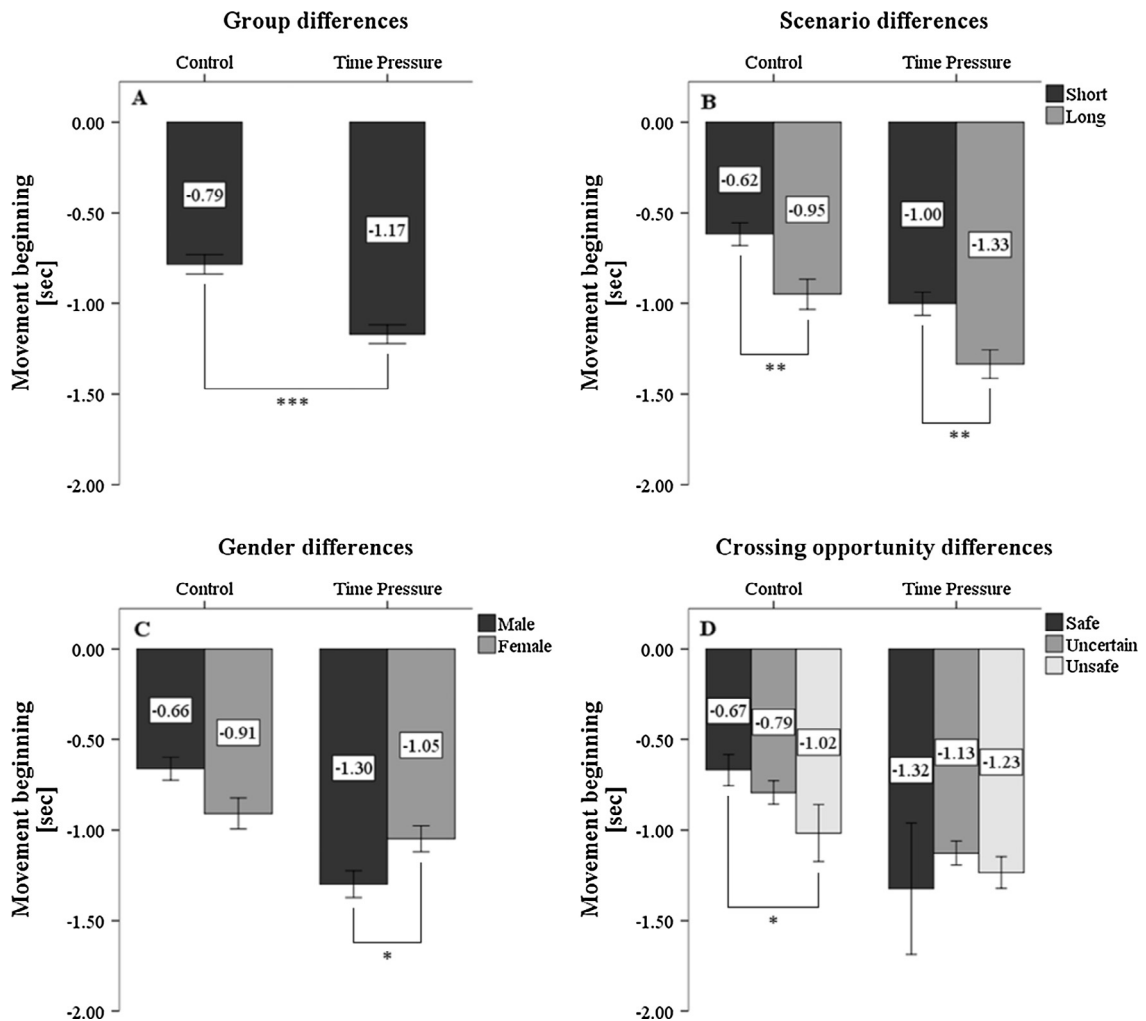 Group differences
Control Time Pressure
A
0.00
-0.50
-1.00
-1.50
-2.00
Movement beginning
[sec]
-0.79
-1.17
***
Scenario differences
Control Time Pressure
B
Short
Long
0.00
-0.50
-1.00
-1.50
-2.00
Movement beginning
[sec]
-0.62
-0.95
-1.00
-1.33
**
**
Gender differences
Control Time Pressure
C
Male
Female
0.00
-0.50
-1.00
-1.50
-2.00
Movement beginning
[sec]
-0.66
-0.91
-1.30
-1.05
*
Crossing opportunity differences
Control Time Pressure
D
Safe
Uncertain
Unsafe
0.00
-0.50
-1.00
-1.50
-2.00
Movement beginning
[sec]
-0.67
-0.79
-1.02
-1.32
-1.13
-1.23
*